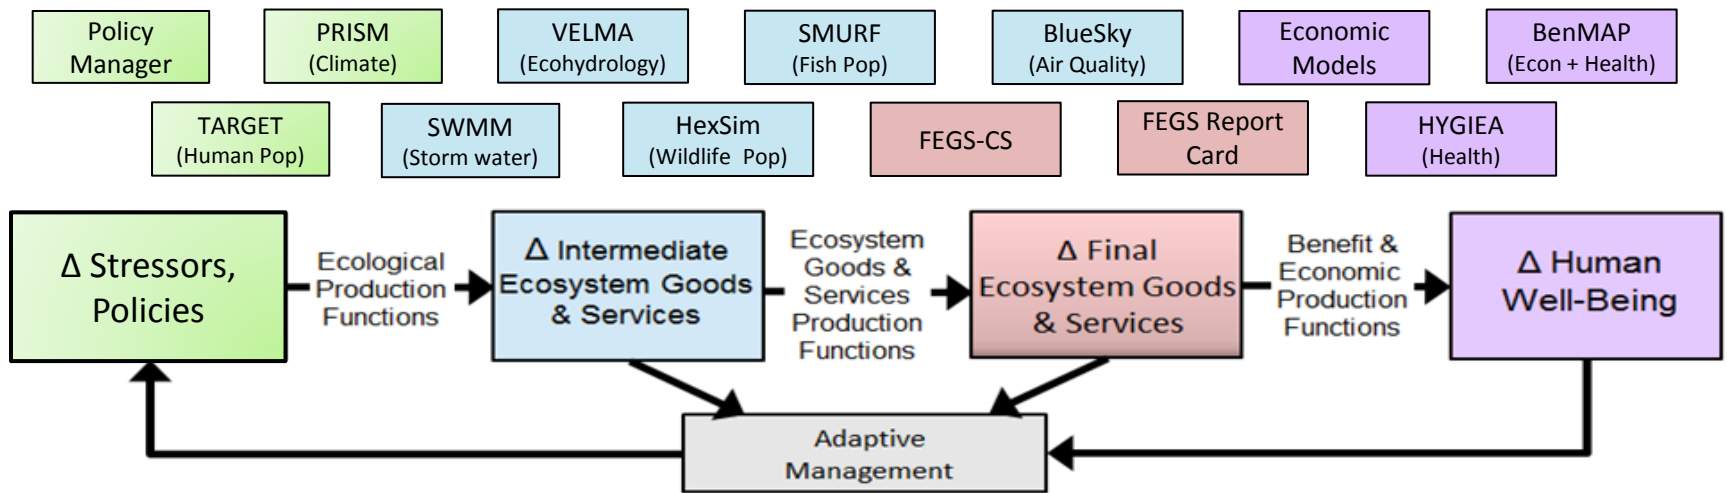 Policy
Manager
PRISM
(Climate)
VELMA
(Ecohydrology)
SMURF
(Fish Pop)
BlueSky
(Air Quality)
Economic
Models
BenMAP
(Econ + Health)
TARGET
(Human Pop)
SWMM
(Storm water)
HexSim
(Wildlife Pop)
FEGS-CS
FEGS Report
Card
HYGIEA
(Health)
Δ Stressors,
Policies
Ecological
Production
Functions
Δ Intermediate
Ecosystem Goods
& Services
Ecosystem
Goods &
Services
Production
Functions
Δ Final
Ecosystem Goods
& Services
Benefit &
Economic
Production
Functions
Δ Human
Well-Being
Adaptive
Management